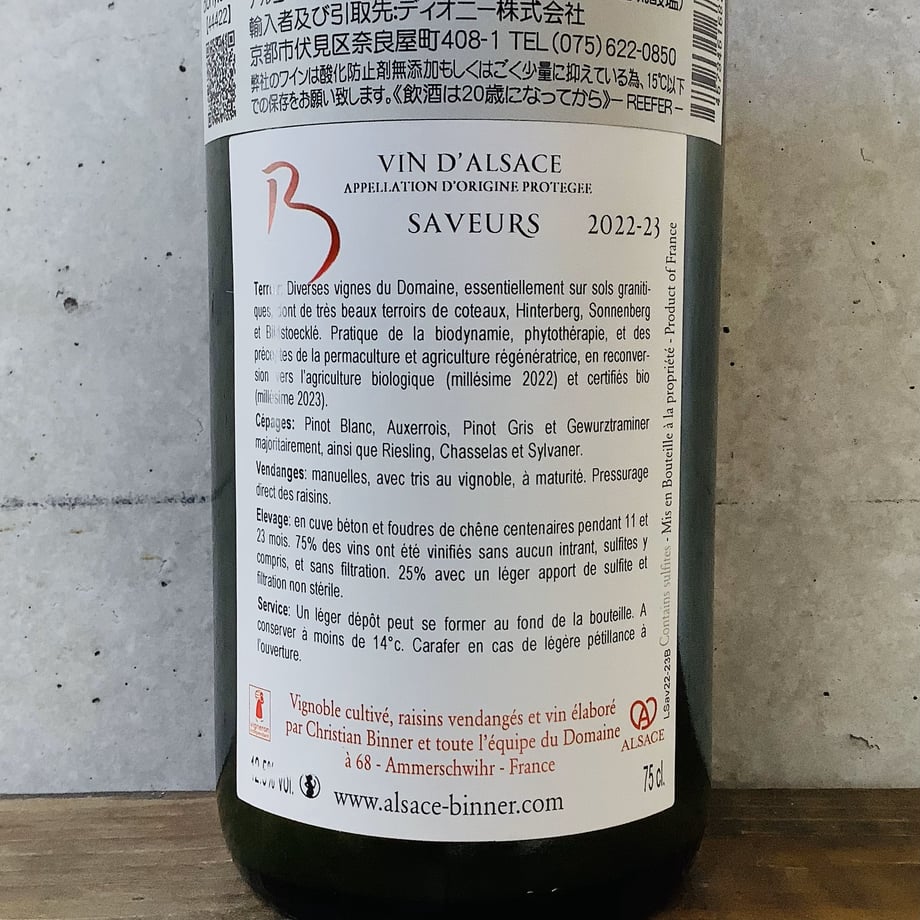 [44422]
輸入者及び引取先:ディオニー株式会社
京都市伏見区奈良屋町408-1 TEL(075)622-0850
弊社のワインは酸化防止剤無添加もしくはごく少量に抑えている為、15℃以下
での保存をお願い致します。《飲酒は20歳になってから》— REEFER —
B
VIN D'ALSACE
APPELLATION D'ORIGINE PROTEGEE
SAVEURS 2022-23
Diverses vignes du Domaine, essentiellement sur sols graniti-
ques, dont de très beaux terroirs de coteaux, Hinterberg, Sonnenberg
et Bildstoecklé. Pratique de la biodynamie, phytothérapie, et des
préceptes de la permaculture et agriculture régénératrice, en reconver-
sion vers l'agriculture biologique (millésime 2022) et certifiés bio
(millésime 2023).
Cépages: Pinot Blanc, Auxerrois, Pinot Gris et Gewurztraminer
majoritairement, ainsi que Riesling, Chasselas et Sylvaner.
Vendanges: manuelles, avec tris au vignoble, à maturité. Pressurage
direct des raisins.
Elevage: en cuve béton et foudres de chêne centenaires pendant 11 et
23 mois. 75% des vins ont été vinifiés sans aucun intrant, sulfites y
compris, et sans filtration. 25% avec un léger apport de sulfite et
filtration non stérile.
Service: Un léger dépôt peut se former au fond de la bouteille. A
conserver à moins de 14°c. Carafer en cas de légère pétillance à
l'ouverture.
LSav22-23B Contains sulfites - Mis en Bouteille à la propriété - Product of France
Vignoble cultivé, raisins vendangés et vin élaboré
par Christian Binner et toute l'équipe du Domaine
à 68 - Ammerschwihr - France
ALSACE
vol.
75 cl.
www.alsace-binner.com